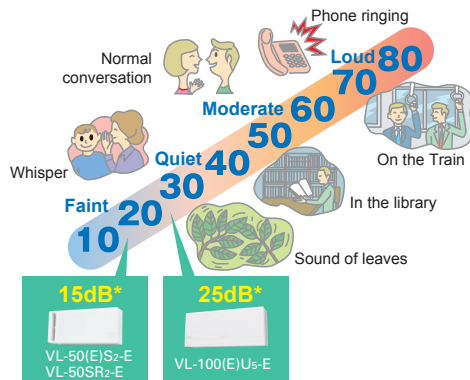 Phone ringing
Normal
conversation
Loud 80
70
Moderate 60
50
On the Train
Whisper
Quiet 40
30
In the library
Faint 20
10
Sound of leaves
15dB*
VL-50(E)S2-E
VL-50SR2-E
25dB*
VL-100(E)U5-E